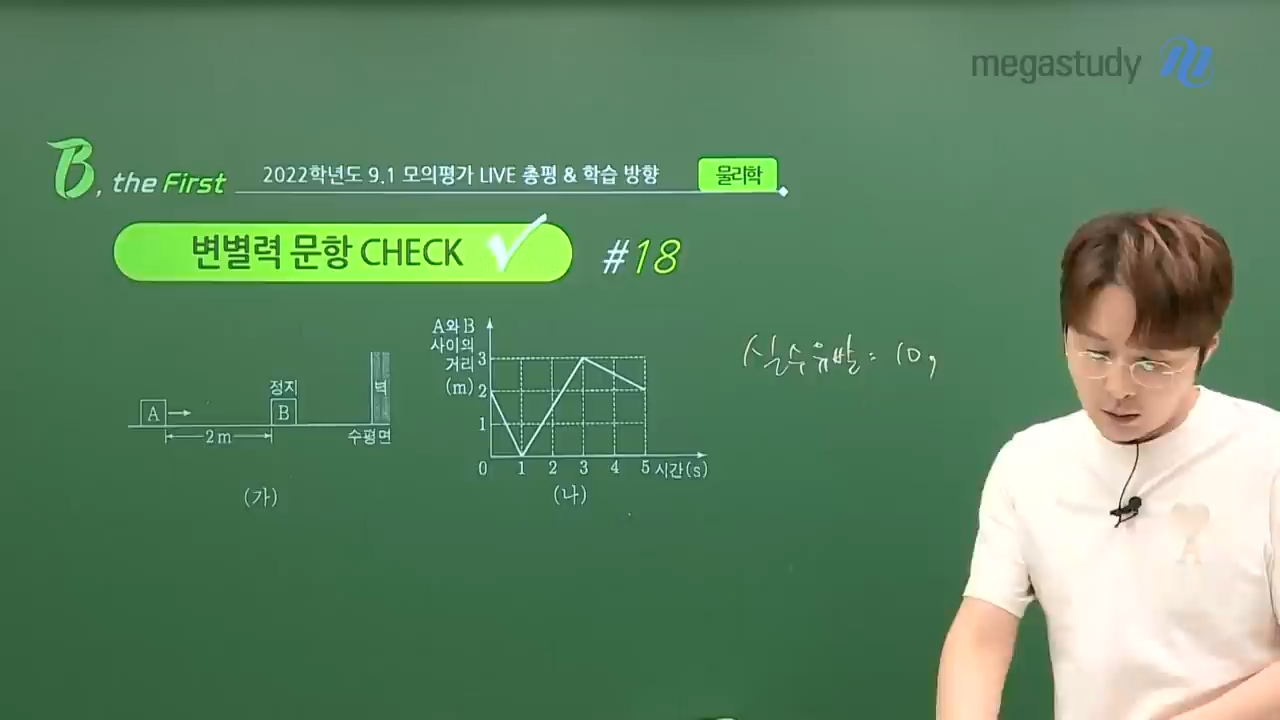 megastudy
B, the First 2022학년도 9.1 모의평가 LIVE 총평 & 학습 방향 물리학
변별력 문항 CHECK #18
A와 B
사이의
거리
(m)
3
2
1
0 1 2 3 4 5 시간(s)
(나)
정지
벽
A B
2m 수평면
(가)
실수유발 : 10,